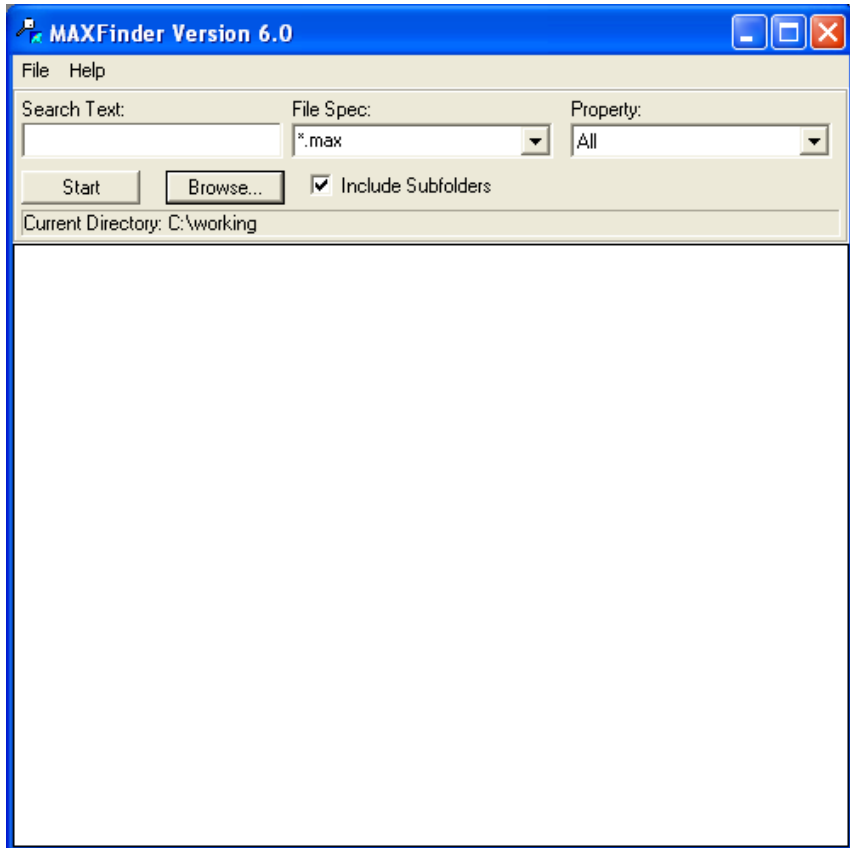 MAXFinder Version 6.0
File Help
Search Text: File Spec: Property:
*.max All
Start Browse... Include Subfolders
Current Directory: C:\working